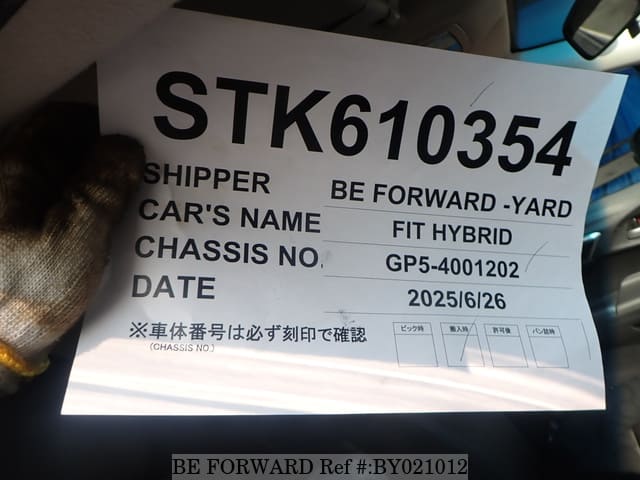 STK610354
SHIPPER BE FORWARD -YARD
CAR'S NAME FIT HYBRID
CHASSIS NO. GP5-4001202
DATE 2025/6/26
※車体番号は必ず刻印で確認
(CHASSIS NO.)
ピック時 搬入時 許可後 バン詰時
BE FORWARD Ref #:BY021012